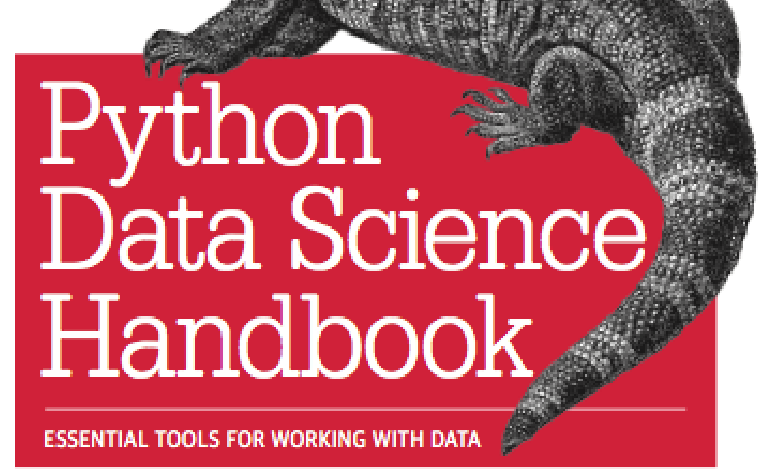 Python
Data Science
Handbook
ESSENTIAL TOOLS FOR WORKING WITH DATA